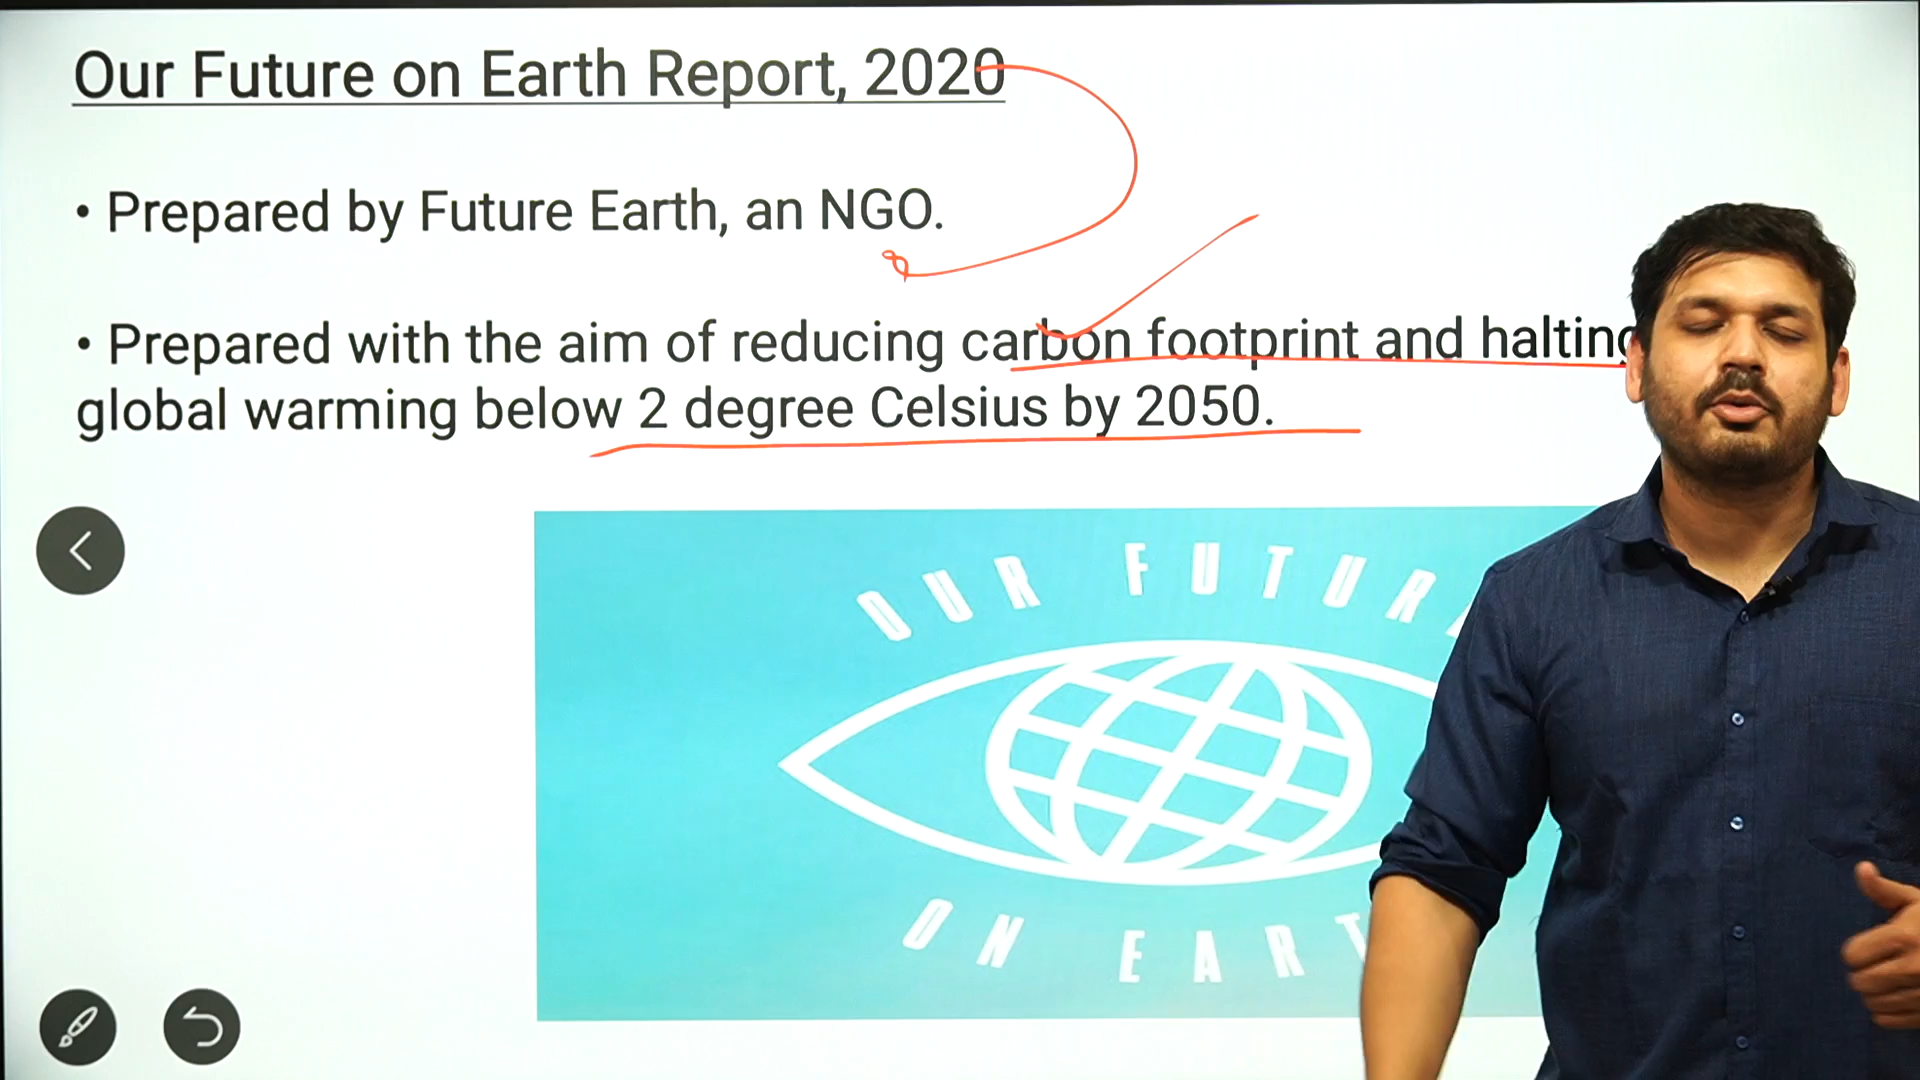 Our Future on Earth Report, 2020
• Prepared by Future Earth, an NGO.
• Prepared with the aim of reducing carbon footprint and halting
global warming below 2 degree Celsius by 2050.
OUR FUTUR
ON EART